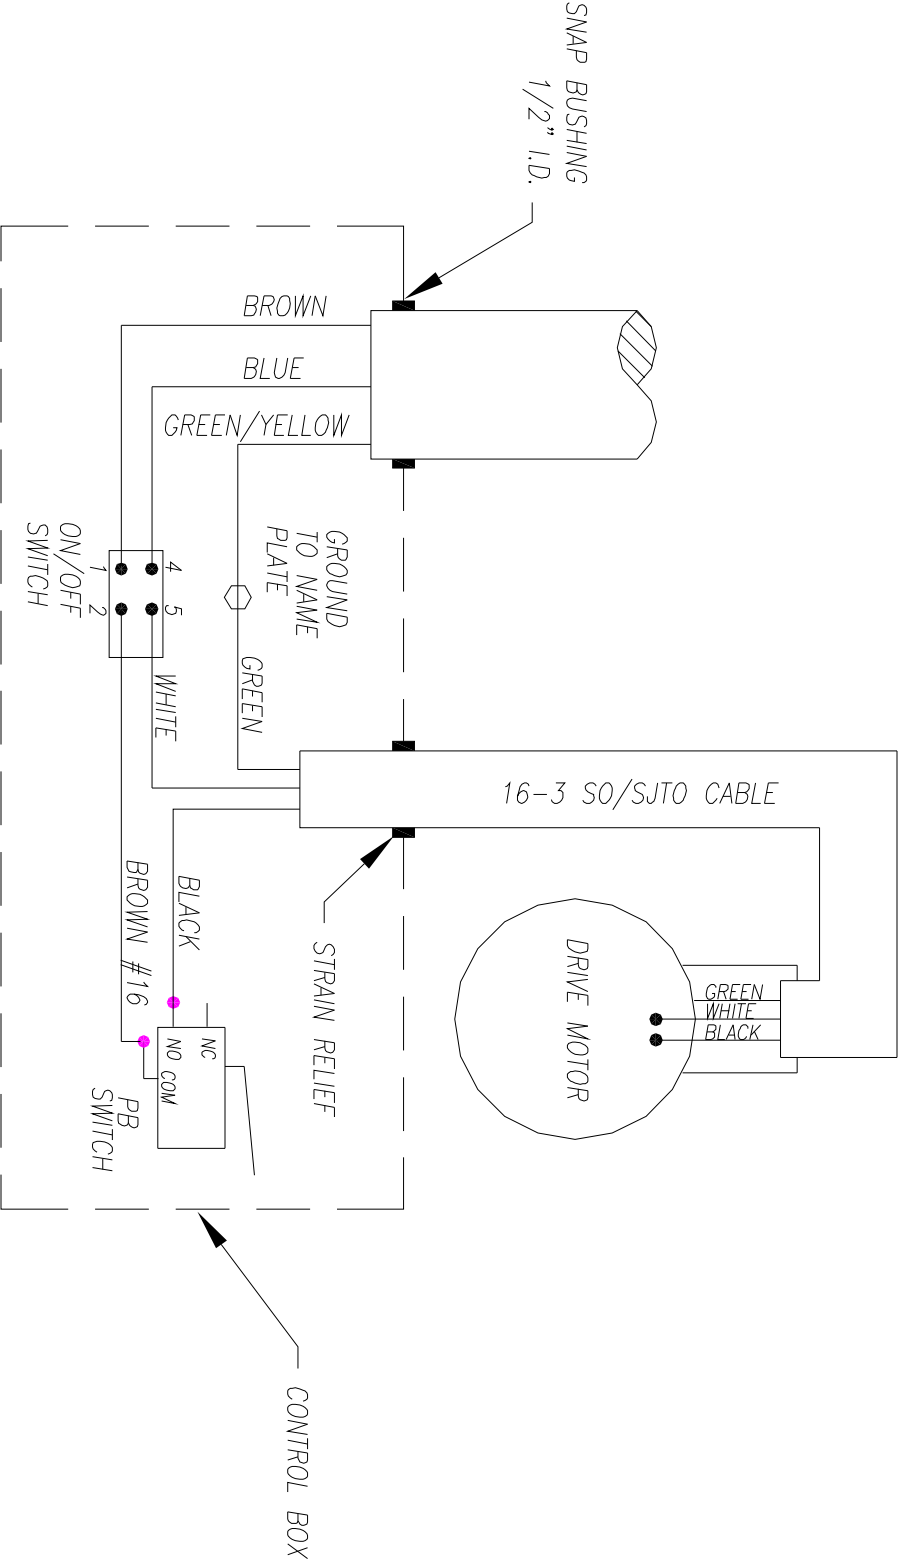 SNAP BUSHING
1/2" I.D.
BROWN
BLUE
GREEN/YELLOW
GROUND
TO NAME
PLATE
ON/OFF
SWITCH
4
5
1
2
GREEN
WHITE
16-3 SO/SJTO CABLE
BLACK
BROWN #16
STRAIN RELIEF
DRIVE MOTOR
GREEN
WHITE
BLACK
NC
NO
COM
PB
SWITCH
CONTROL BOX